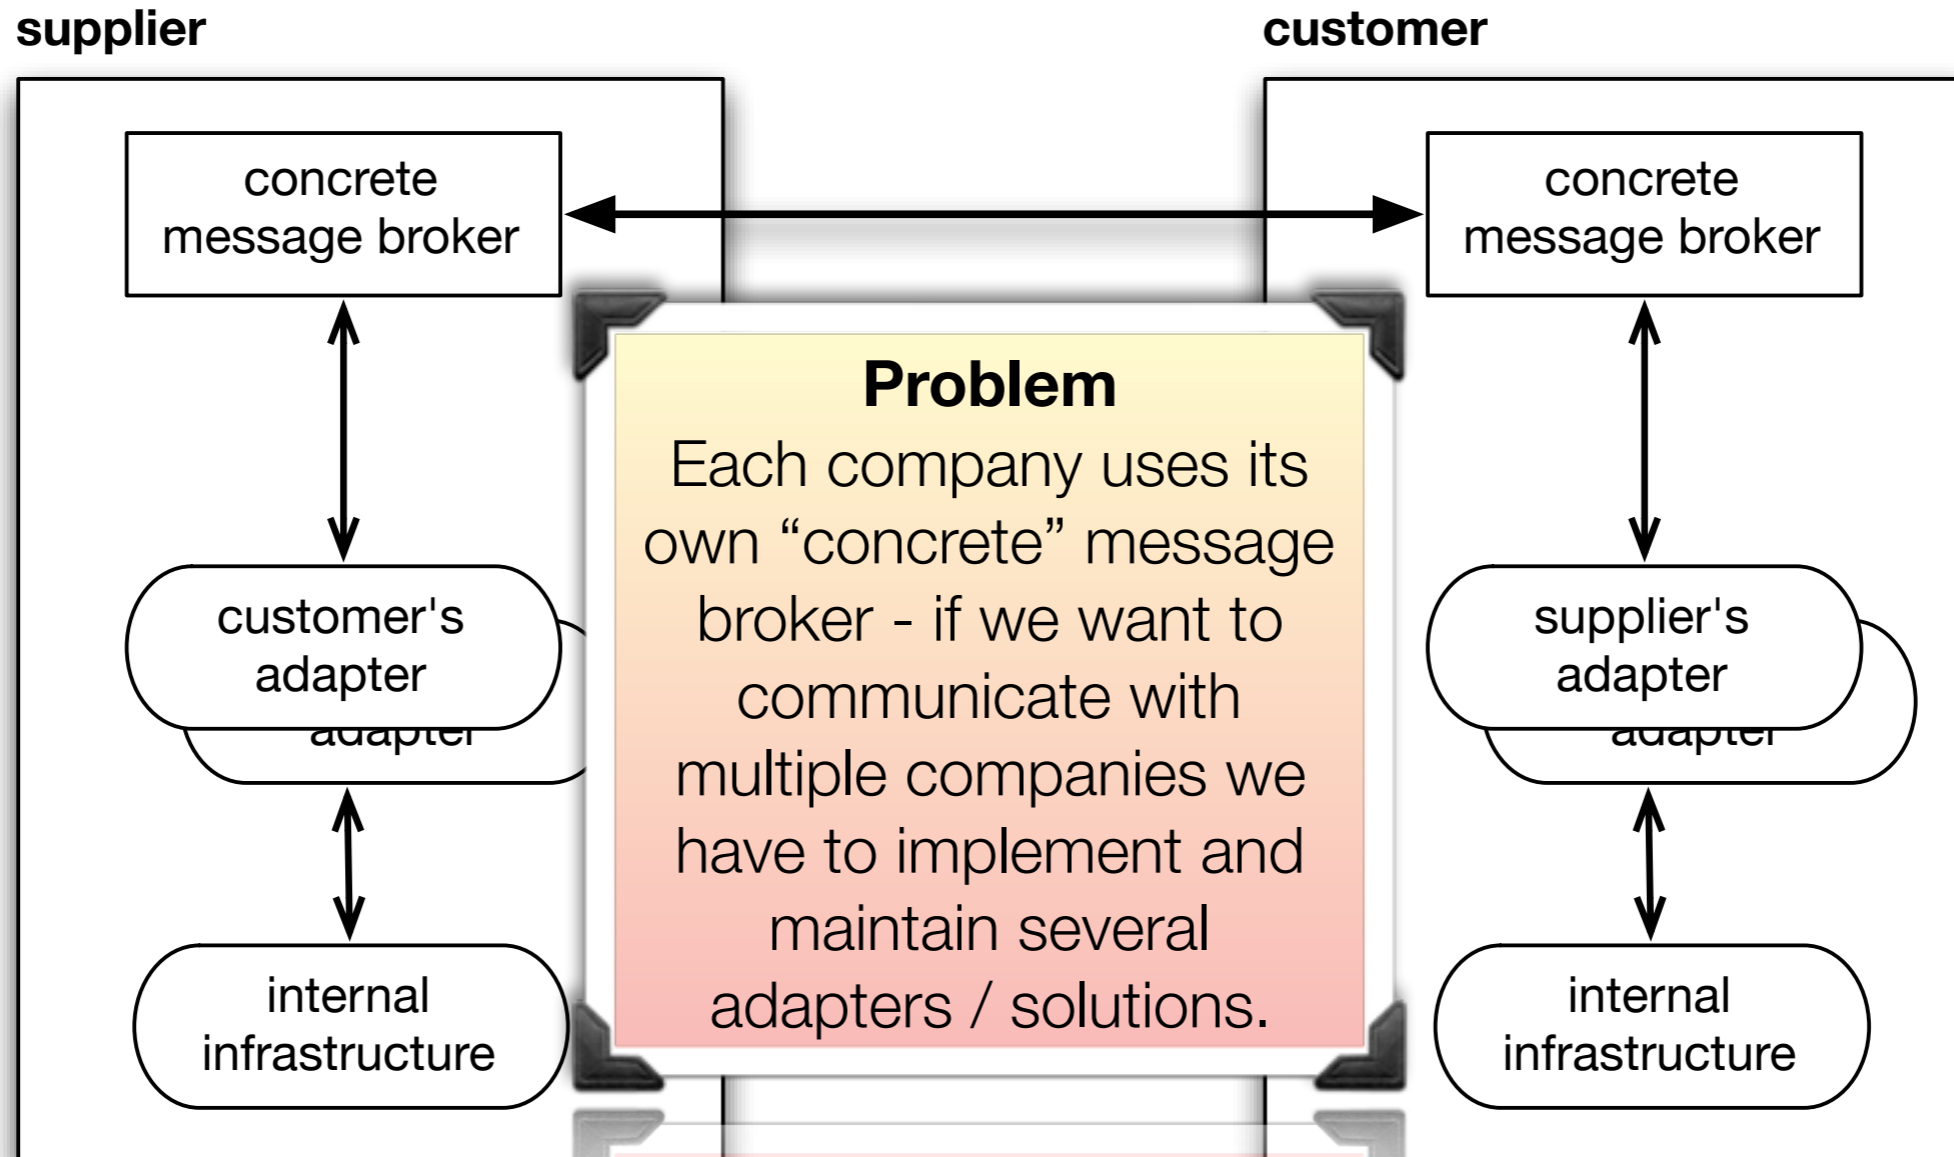 supplier
customer
concrete
message broker
concrete
message broker
Problem
Each company uses its
own “concrete” message
broker - if we want to
communicate with
multiple companies we
have to implement and
maintain several
adapters / solutions.
customer's
adapter
adapter
supplier's
adapter
adapter
internal
infrastructure
internal
infrastructure